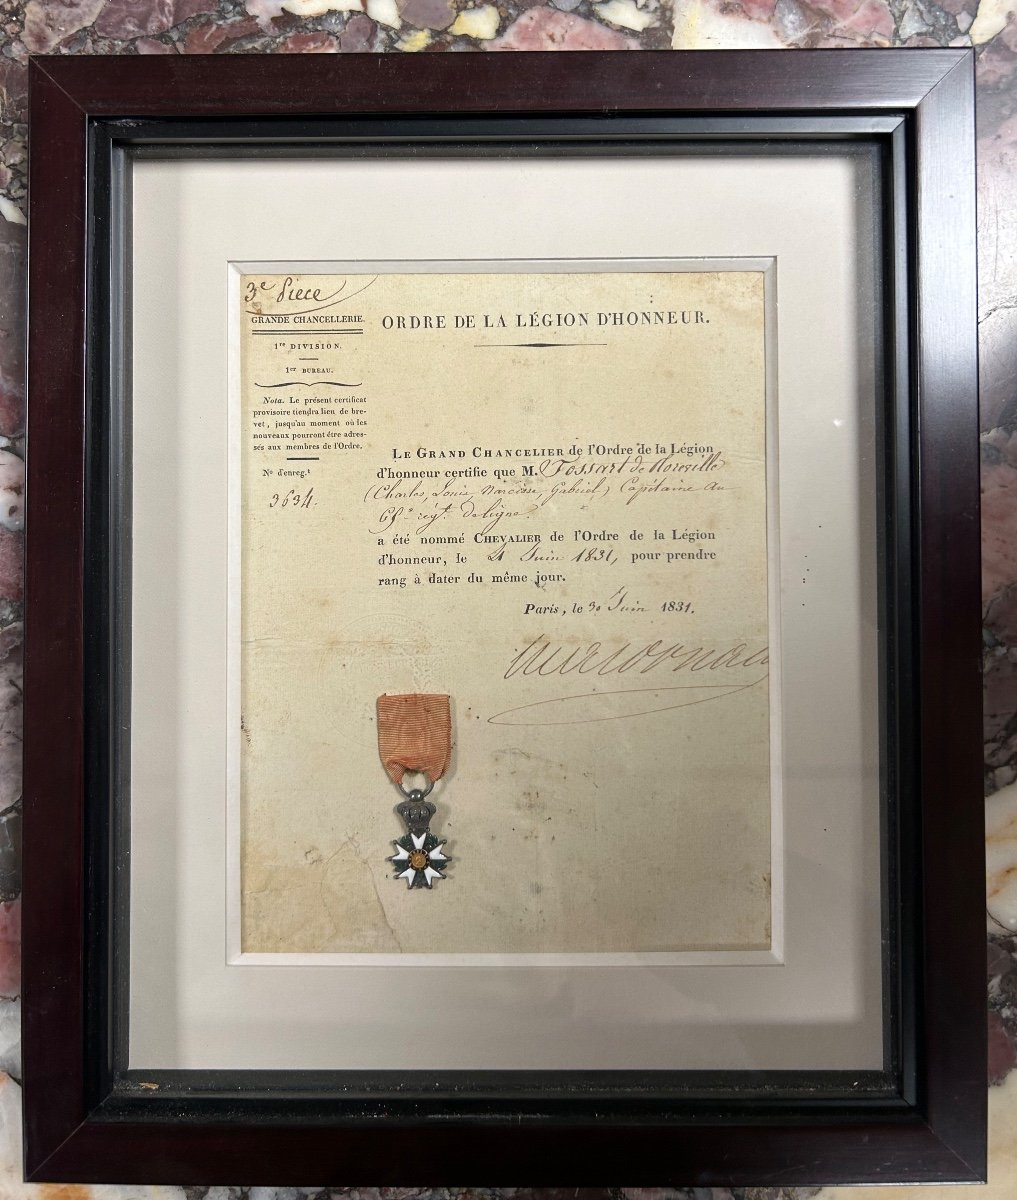 3e Piece
GRANDE CHANCELLERIE.
1re DIVISION.
1er BUREAU.
Nota. Le présent certificat
provisoire tiendra lieu de bre-
vet, jusqu'au moment où les
nouveaux pourront être adres-
sés aux membres de l'Ordre.
No d'enreg.t
3634.
ORDRE DE LA LÉGION D'HONNEUR.
LE GRAND CHANCELIER de l'Ordre de la Légion
d'honneur certifie que M. Fossart de
(Charles, Louis, Narcisse, Gabriel) Capitaine au
regt. de ligne.
a été nommé CHEVALIER de l'Ordre de la Légion
d'honneur, le 21 Juin 1831, pour prendre
rang à dater du même jour.
Paris, le 30 Juin 1831.